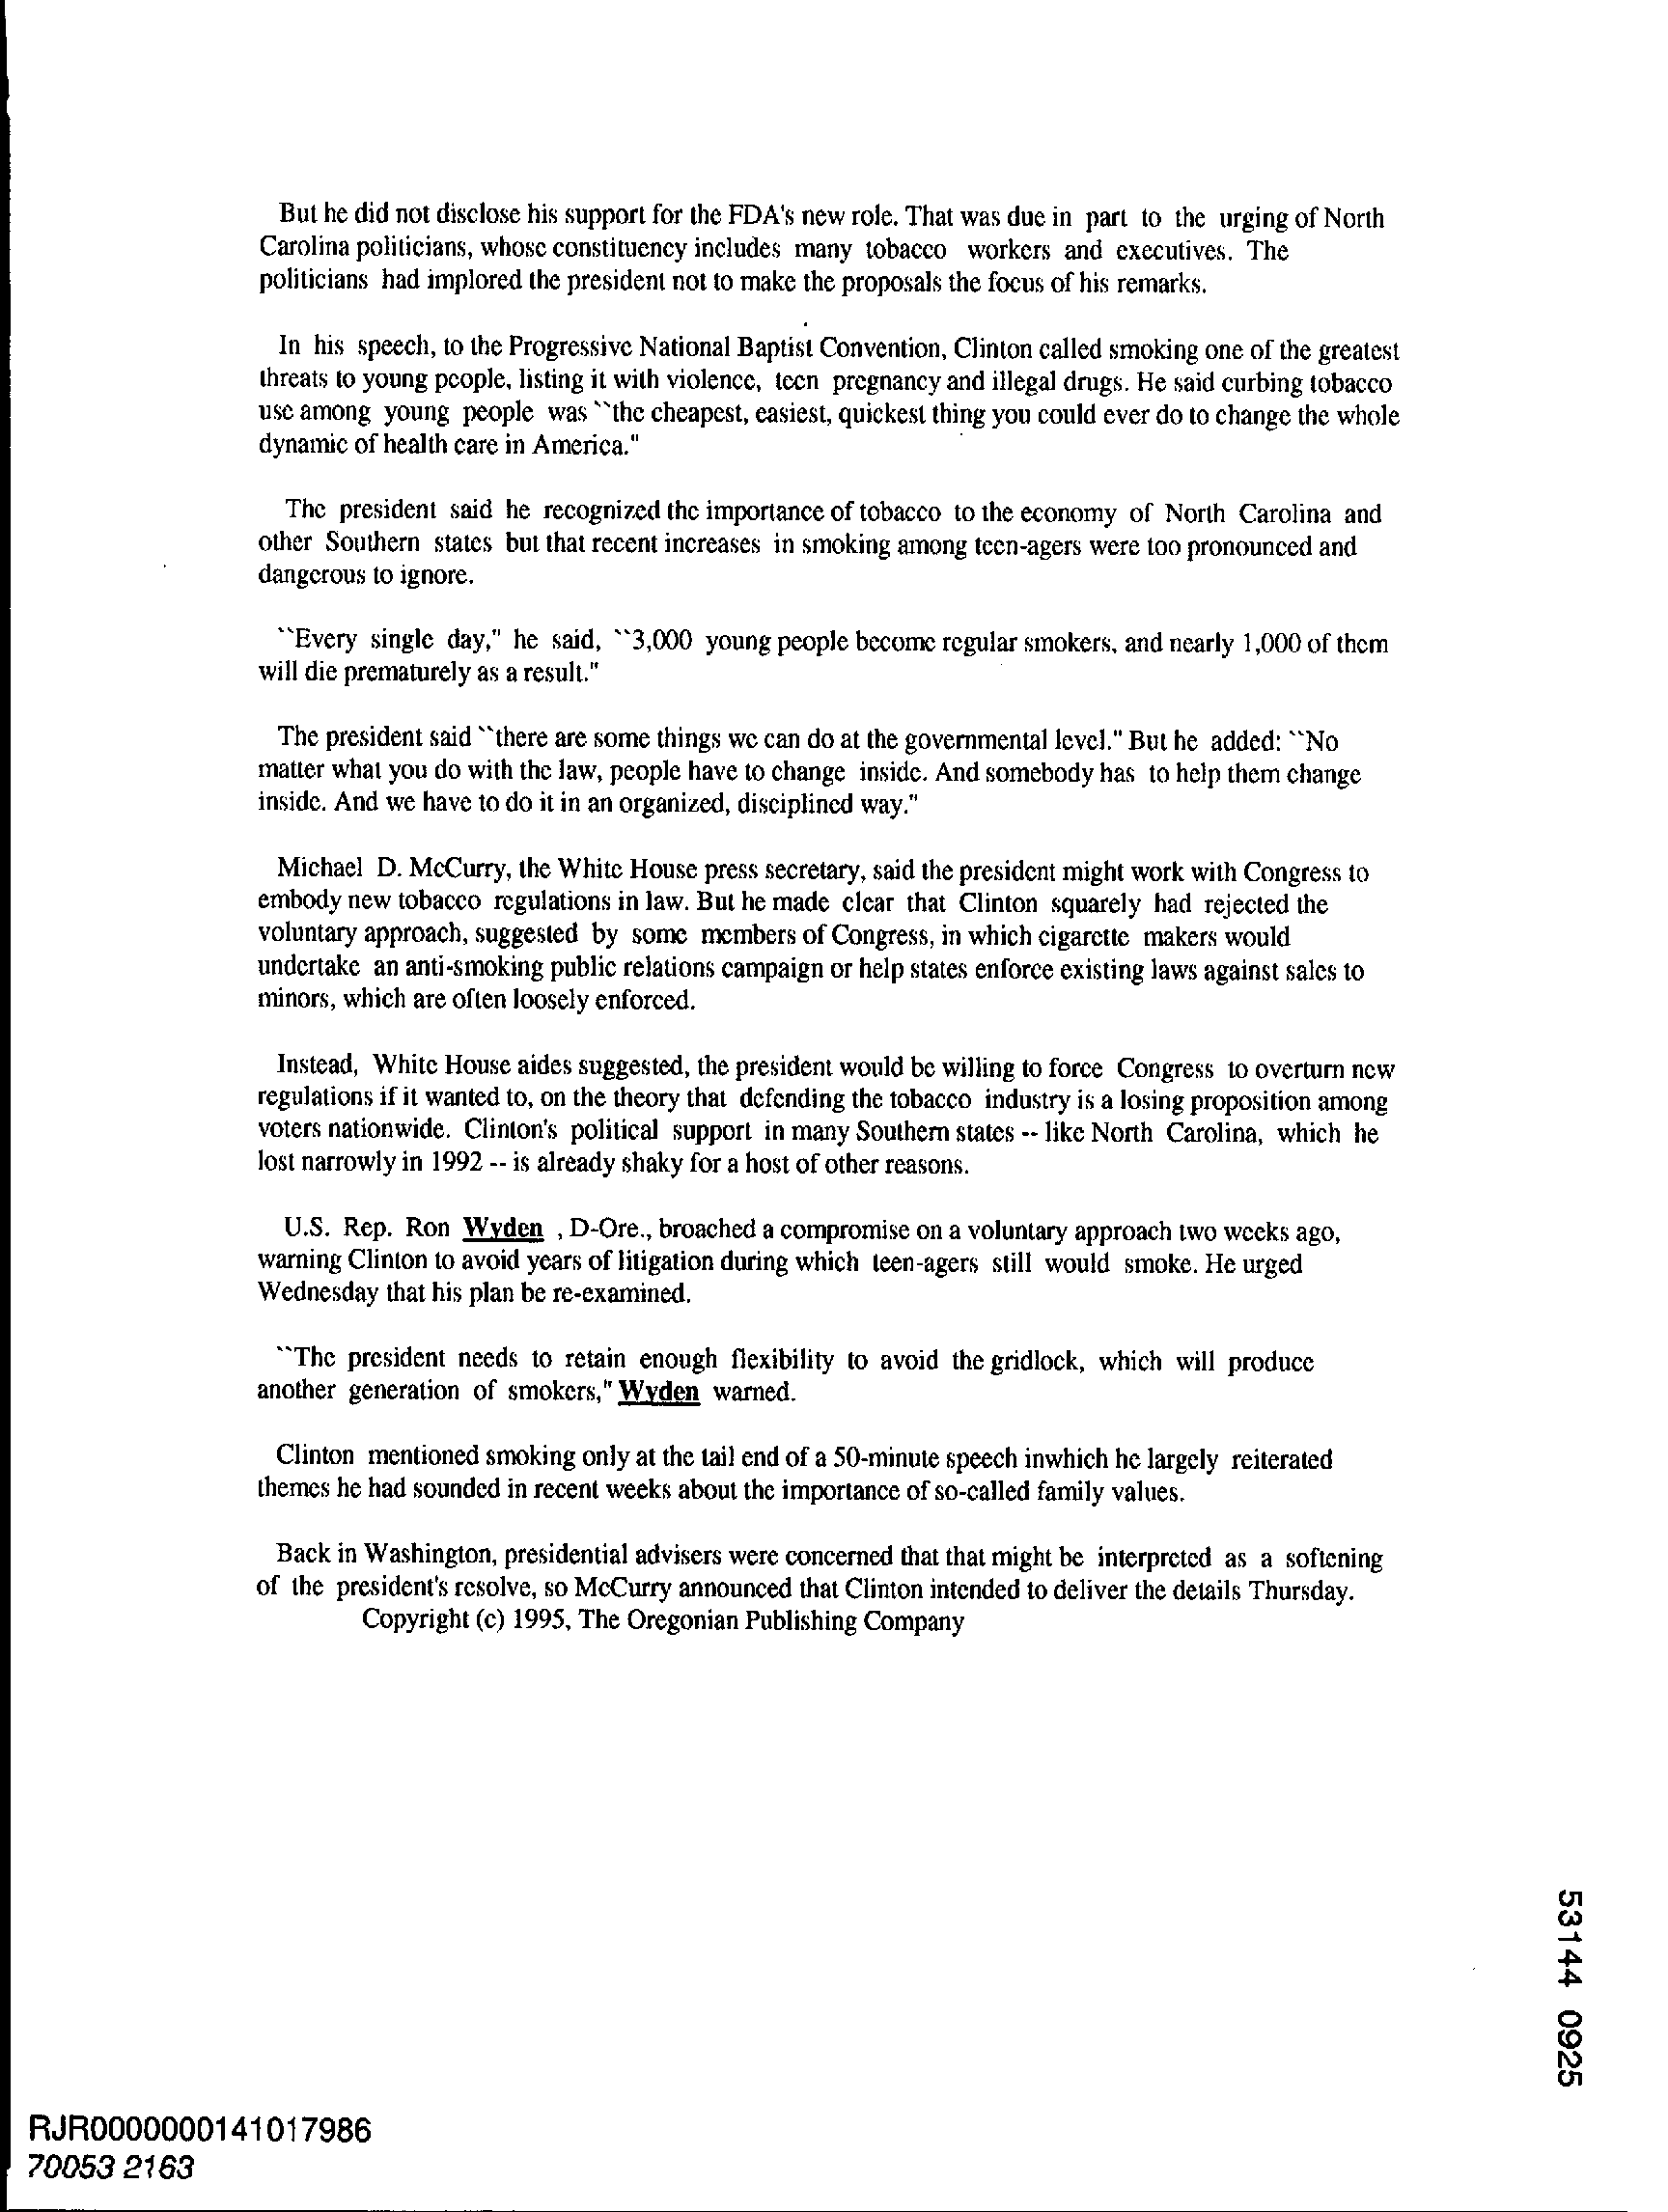 But he did not disclose his support for the FDA's new role. That was due in part to the urging of North
Carolina politicians, whose constituency includes many tobacco workers and executives. The
politicians had implored the president not to make the proposals the focus of his remarks.
In his speech, to the Progressive National Baptist Convention, Clinton called smoking one of the greatest
threats to young people, listing it with violence, teen pregnancy and illegal drugs. He said curbing tobacco
use among young people was ``the cheapest, easiest, quickest thing you could ever do to change the whole
dynamic of health care in America."
The president said he recognized the importance of tobacco to the economy of North Carolina and
other Southern states but that recent increases in smoking among teen-agers were too pronounced and
dangerous to ignore.
``Every single day," he said, ``3,000 young people become regular smokers, and nearly 1,000 of them
will die prematurely as a result."
The president said ``there are some things we can do at the governmental level." But he added: ``No
matter what you do with the law, people have to change inside. And somebody has to help them change
inside. And we have to do it in an organized, disciplined way."
Michael D. McCurry, the White House press secretary, said the president might work with Congress to
embody new tobacco regulations in law. But he made clear that Clinton squarely had rejected the
voluntary approach, suggested by some members of Congress, in which cigarette makers would
undertake an anti-smoking public relations campaign or help states enforce existing laws against sales to
minors, which are often loosely enforced.
Instead, White House aides suggested, the president would be willing to force Congress to overturn new
regulations if it wanted to, on the theory that defending the tobacco industry is a losing proposition among
voters nationwide. Clinton's political support in many Southern states -- like North Carolina, which he
lost narrowly in 1992 -- is already shaky for a host of other reasons.
U.S. Rep. Ron Wyden , D-Ore., broached a compromise on a voluntary approach two weeks ago,
warning Clinton to avoid years of litigation during which teen-agers still would smoke. He urged
Wednesday that his plan be re-examined.
``The president needs to retain enough flexibility to avoid the gridlock, which will produce
another generation of smokers," Wyden warned.
Clinton mentioned smoking only at the tail end of a 50-minute speech inwhich he largely reiterated
themes he had sounded in recent weeks about the importance of so-called family values.
Back in Washington, presidential advisers were concerned that that might be interpreted as a softening
of the president's resolve, so McCurry announced that Clinton intended to deliver the details Thursday.
Copyright (c) 1995, The Oregonian Publishing Company
53144 0925
RJR0000000141017986
70053 2163